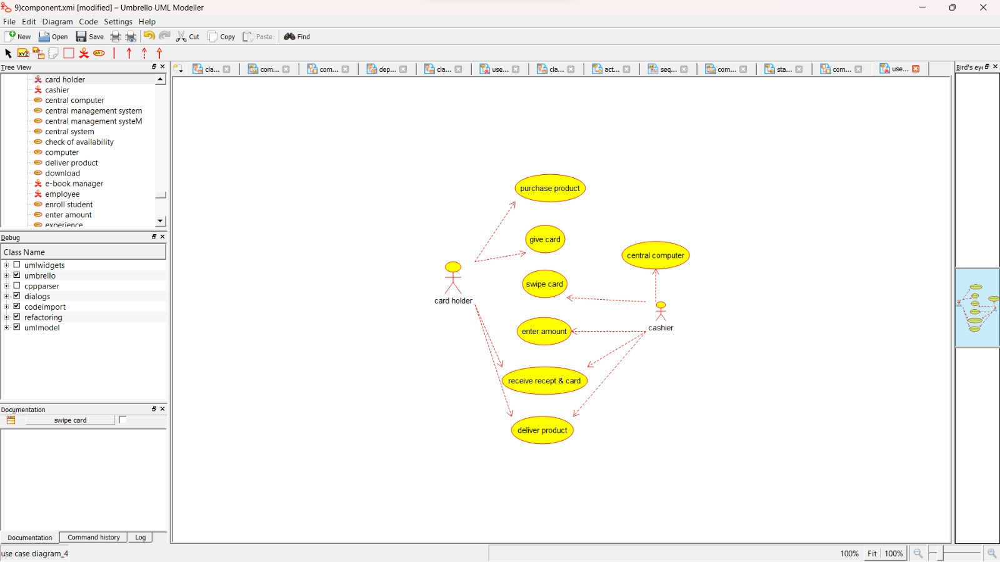 9)component.xmi [modified] – Umbrello UML Modeller
File Edit Diagram Code Settings Help
New Open Save Cut Copy Paste Find
XYZ ABC
Tree View
cla... com... com... dep... cla... use... cla... act... seq... com... sta... com... use...
Bird's eye
card holder
cashier
central computer
central management system
central management systeM
central system
check of availability
computer
deliver product
download
e-book manager
employee
enroll student
enter amount
experience
Debug
Class Name
umlwidgets
umbrello
cppparser
dialogs
codeimport
refactoring
umlmodel
Documentation
swipe card
Documentation Command history Log
purchase product
give card
central computer
swipe card
card holder
cashier
enter amount
receive recept & card
deliver product
use case diagram_4
100% Fit 100%